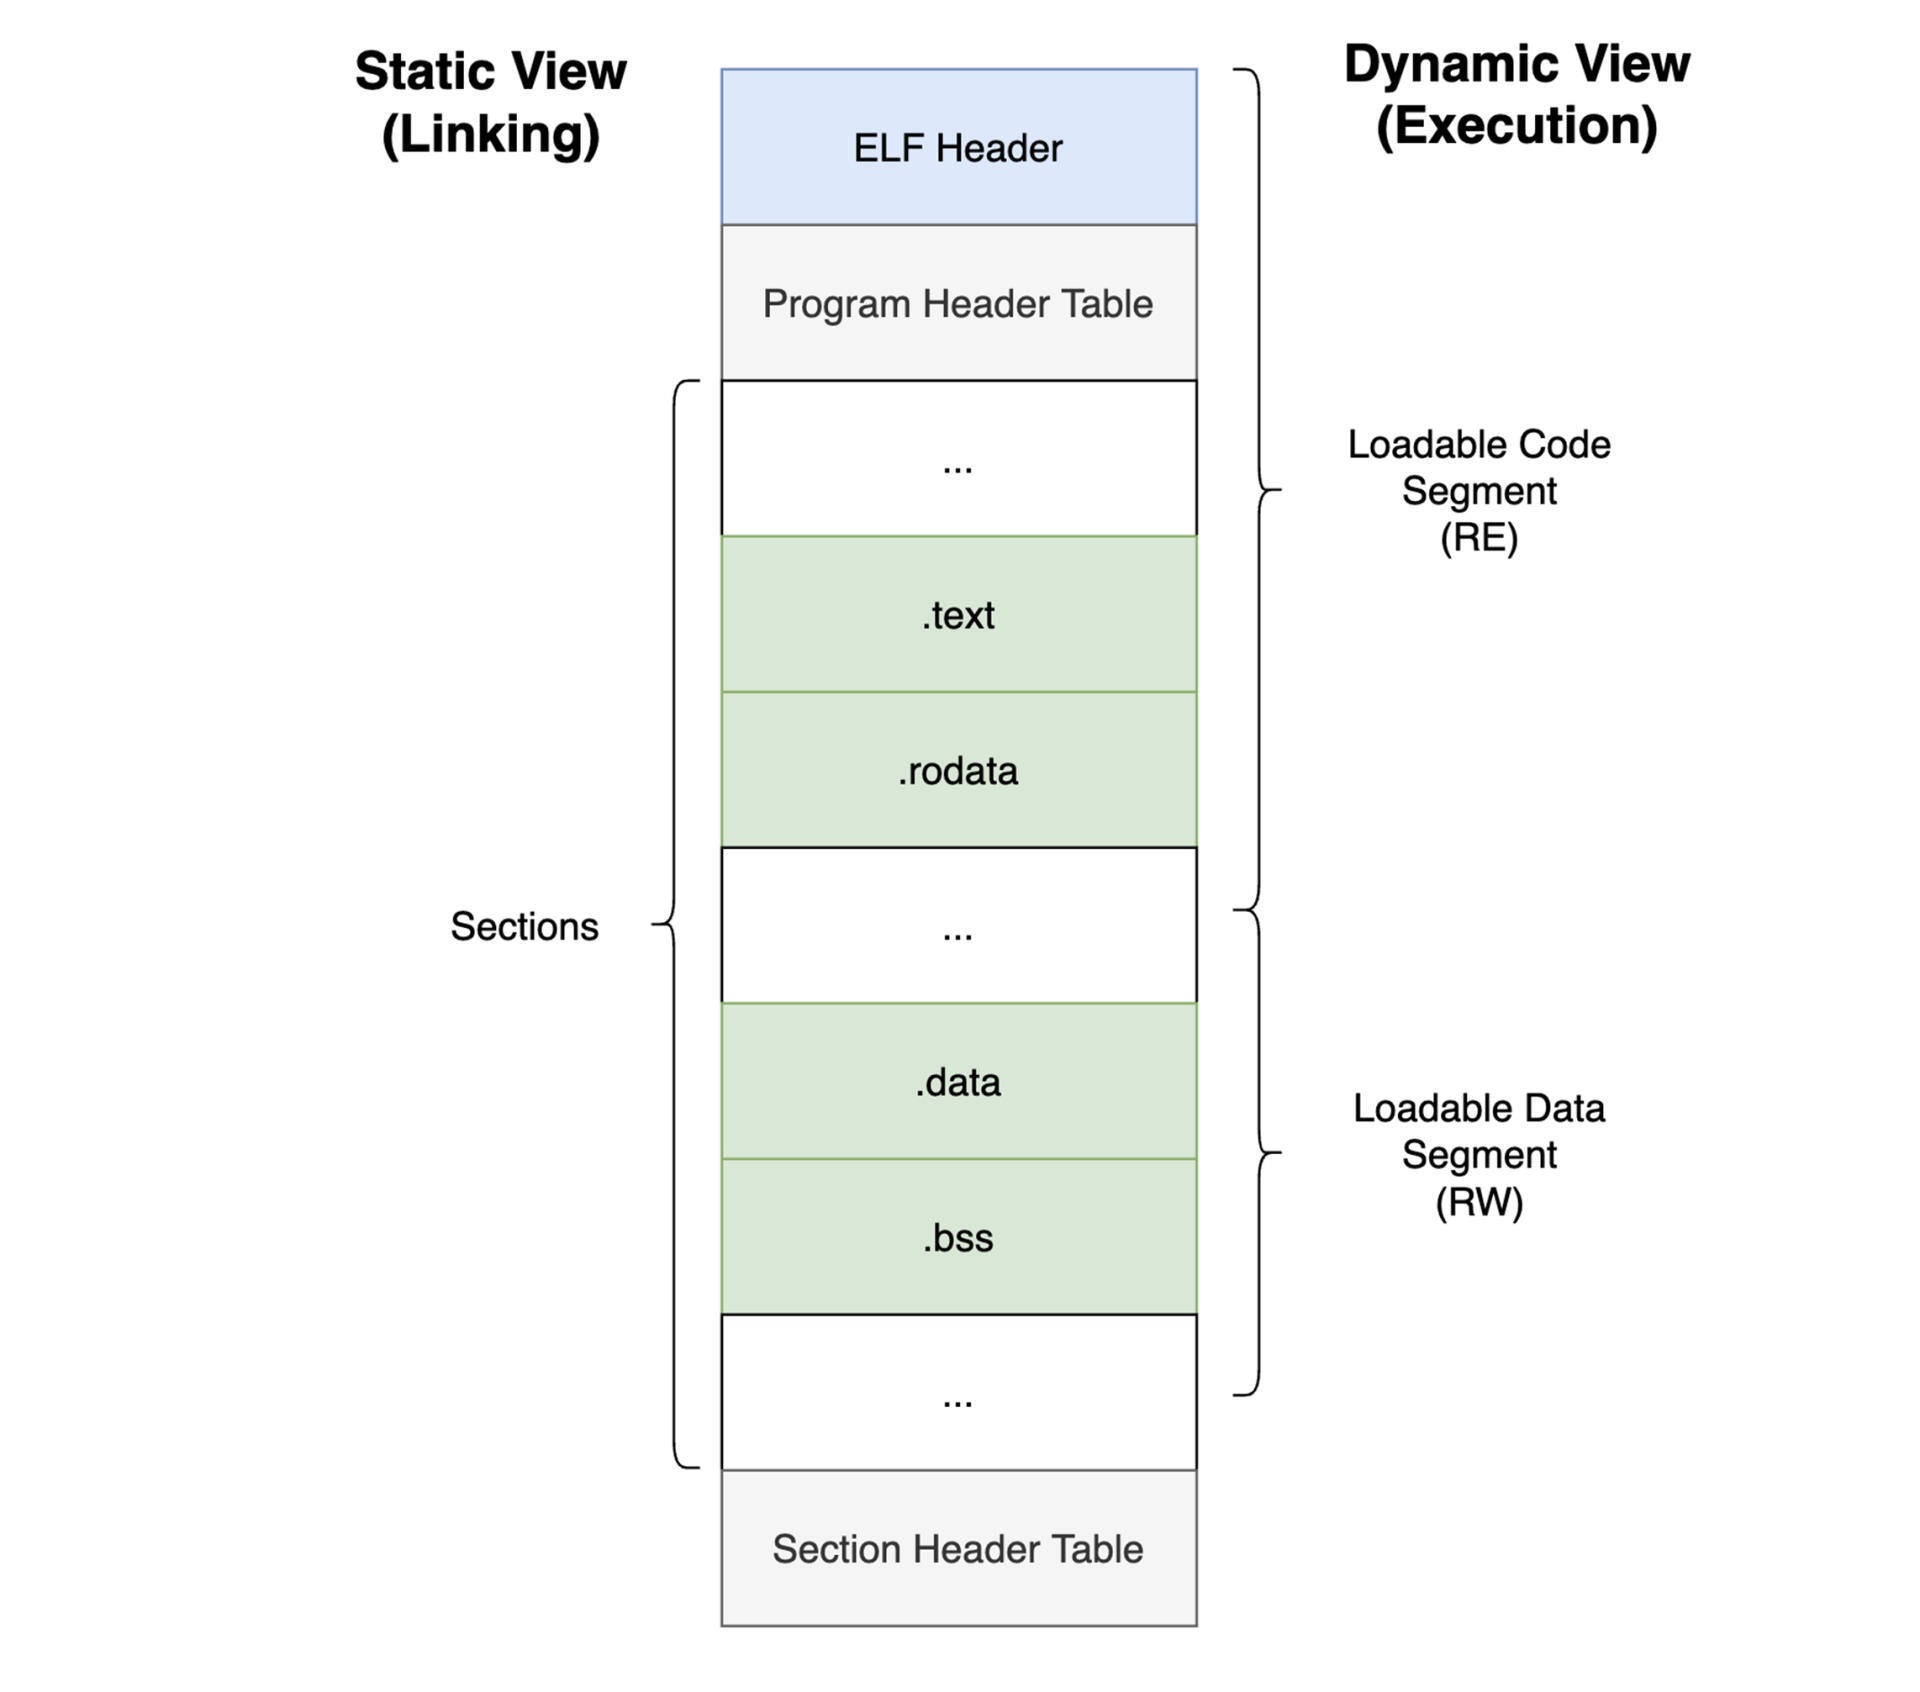 Static View
(Linking)
Dynamic View
(Execution)
ELF Header
Program Header Table
...
Loadable Code
Segment
(RE)
.text
.rodata
Sections
...
.data
Loadable Data
Segment
(RW)
.bss
...
Section Header Table